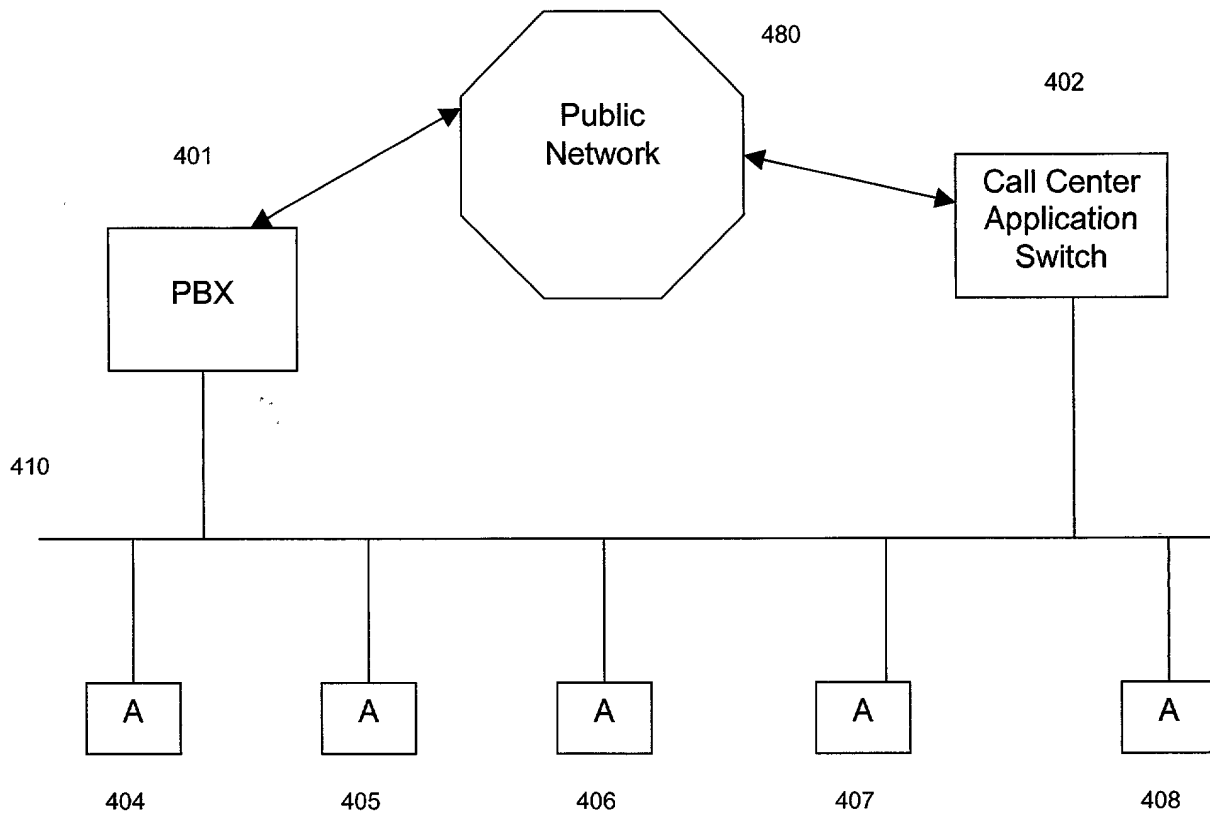 480
402
Public
Network
401
Call Center
Application
Switch
PBX
410
A
A
A
A
A
404
405
406
407
408